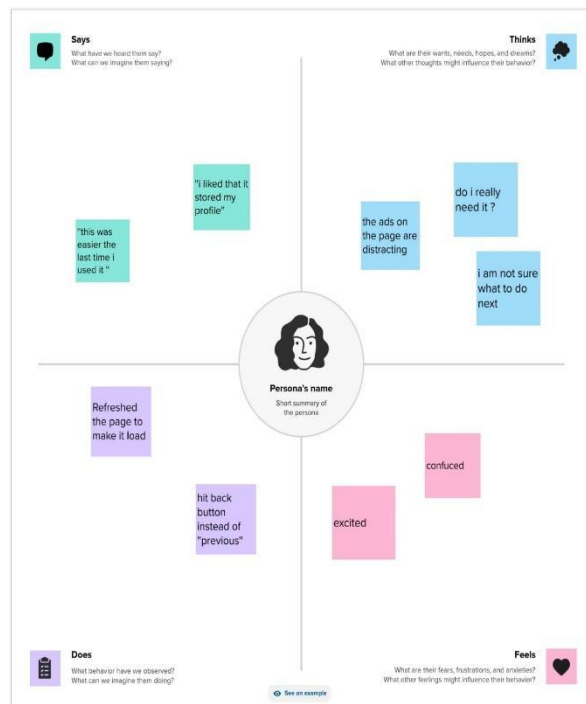 Says
What have we heard them say?
What can we imagine them saying?
Thinks
What are their wants, needs, hopes, and dreams?
What other thoughts might influence their behavior?
"i liked that it
stored my
profile"
"this was
easier the
last time i
used it "
do i really
need it ?
the ads on
the page are
distracting
i am not sure
what to do
next
Persona's name
Short summary of
the persona
Refreshed
the page to
make it load
hit back
button
instead of
"previous"
confuced
excited
Does
What behavior have we observed?
What can we imagine them doing?
Feels
What are their fears, frustrations, and anxieties?
What other feelings might influence their behavior?
See an example